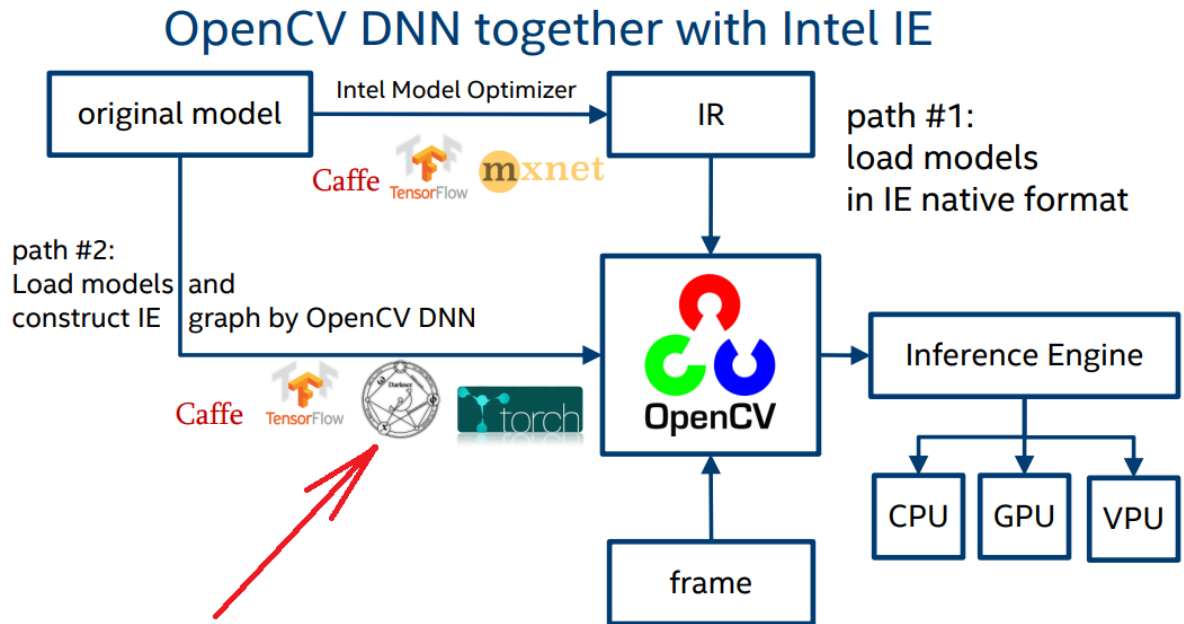 OpenCV DNN together with Intel IE
original model
Intel Model Optimizer
IR
Caffe
TensorFlow
mxnet
path #1:
load models
in IE native format
path #2:
Load models and
construct IE graph by OpenCV DNN
Caffe
TensorFlow
Darknet
torch
OpenCV
Inference Engine
CPU
GPU
VPU
frame